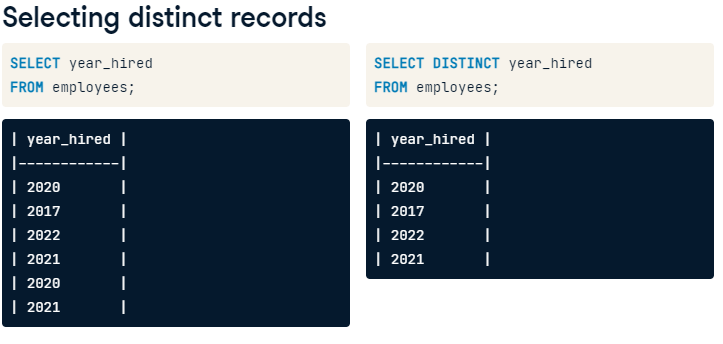 Selecting distinct records
SELECT year_hired
FROM employees;
| year_hired |
|------------|
| 2020       |
| 2017       |
| 2022       |
| 2021       |
| 2020       |
| 2021       |
SELECT DISTINCT year_hired
FROM employees;
| year_hired |
|------------|
| 2020       |
| 2017       |
| 2022       |
| 2021       |